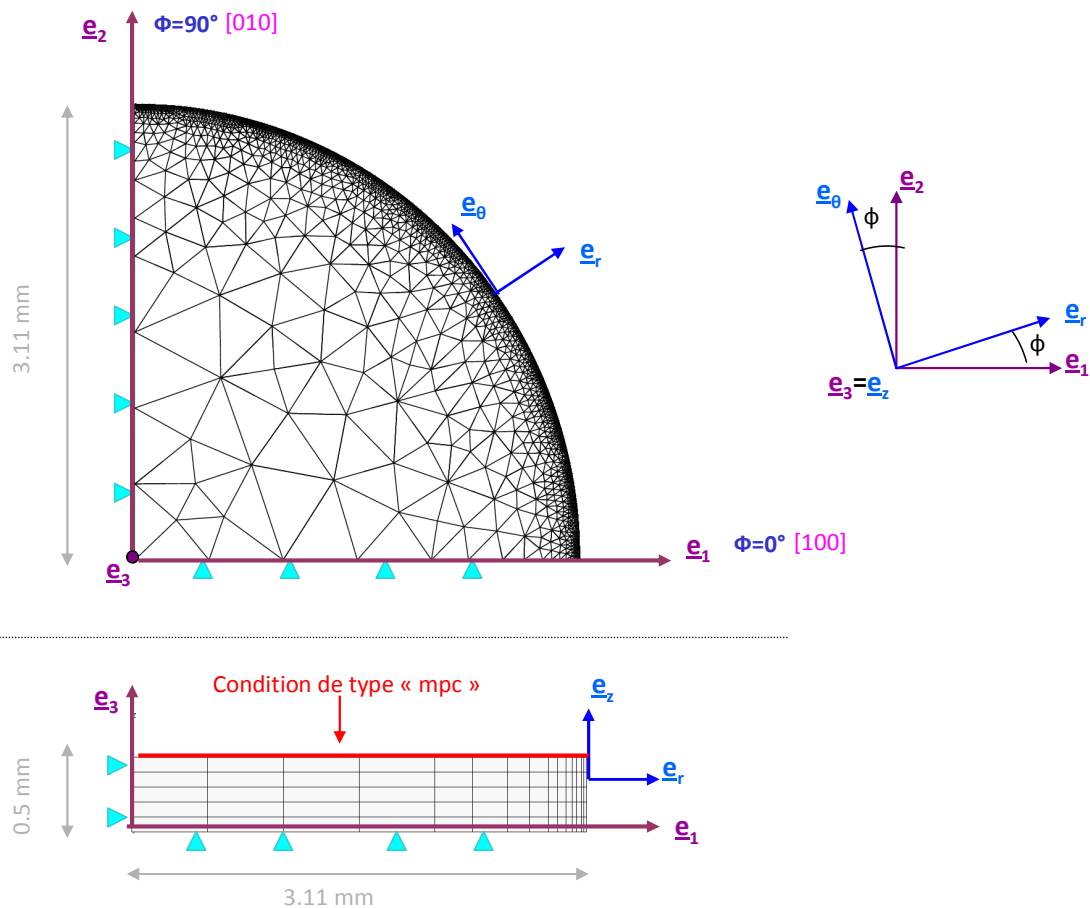 e2
Φ=90° [010]
3.11 mm
eθ
er
e3
e1
Φ=0° [100]
e2
eθ
ϕ
er
ϕ
e1
e3=ez
Condition de type « mpc »
e3
ez
0.5 mm
er
e1
3.11 mm